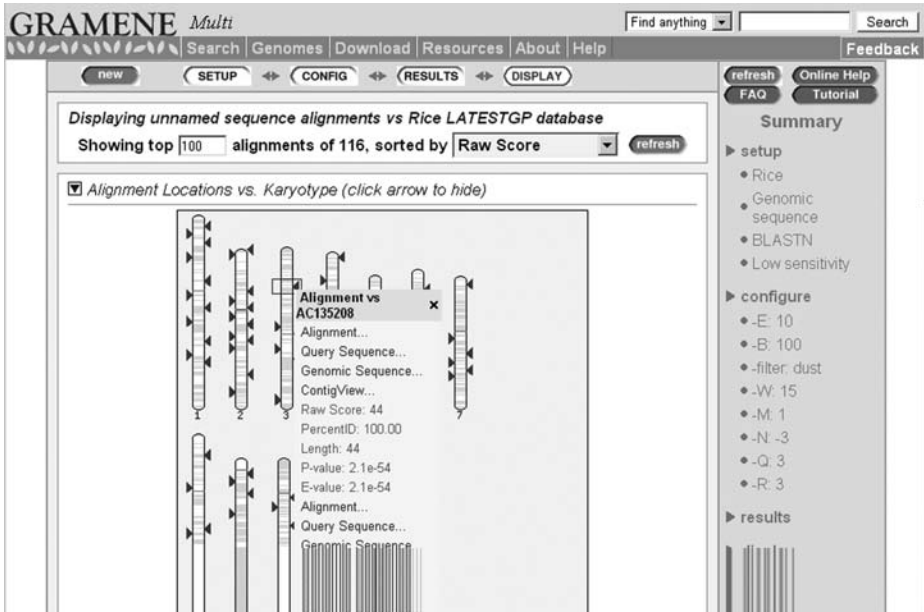 GRAMENE Multi
Find anything
Search
Search Genomes Download Resources About Help
Feedback
new
SETUP
CONFIG
RESULTS
DISPLAY
refresh
Online Help
FAQ
Tutorial
Displaying unnamed sequence alignments vs Rice LATESTGP database
Showing top 100 alignments of 116, sorted by Raw Score refresh
Alignment Locations vs. Karyotype (click arrow to hide)
Alignment vs
AC135208
×
Alignment...
Query Sequence...
Genomic Sequence...
ContigView...
Raw Score: 44
PercentID: 100.00
Length: 44
P-value: 2.1e-54
E-value: 2.1e-54
Alignment...
Query Sequence...
Genomic Sequence
1
2
3
7
Summary
setup
Rice
Genomic
sequence
BLASTN
Low sensitivity
configure
-E: 10
-B: 100
-filter: dust
-W: 15
-M: 1
-N: -3
-Q: 3
-R: 3
results